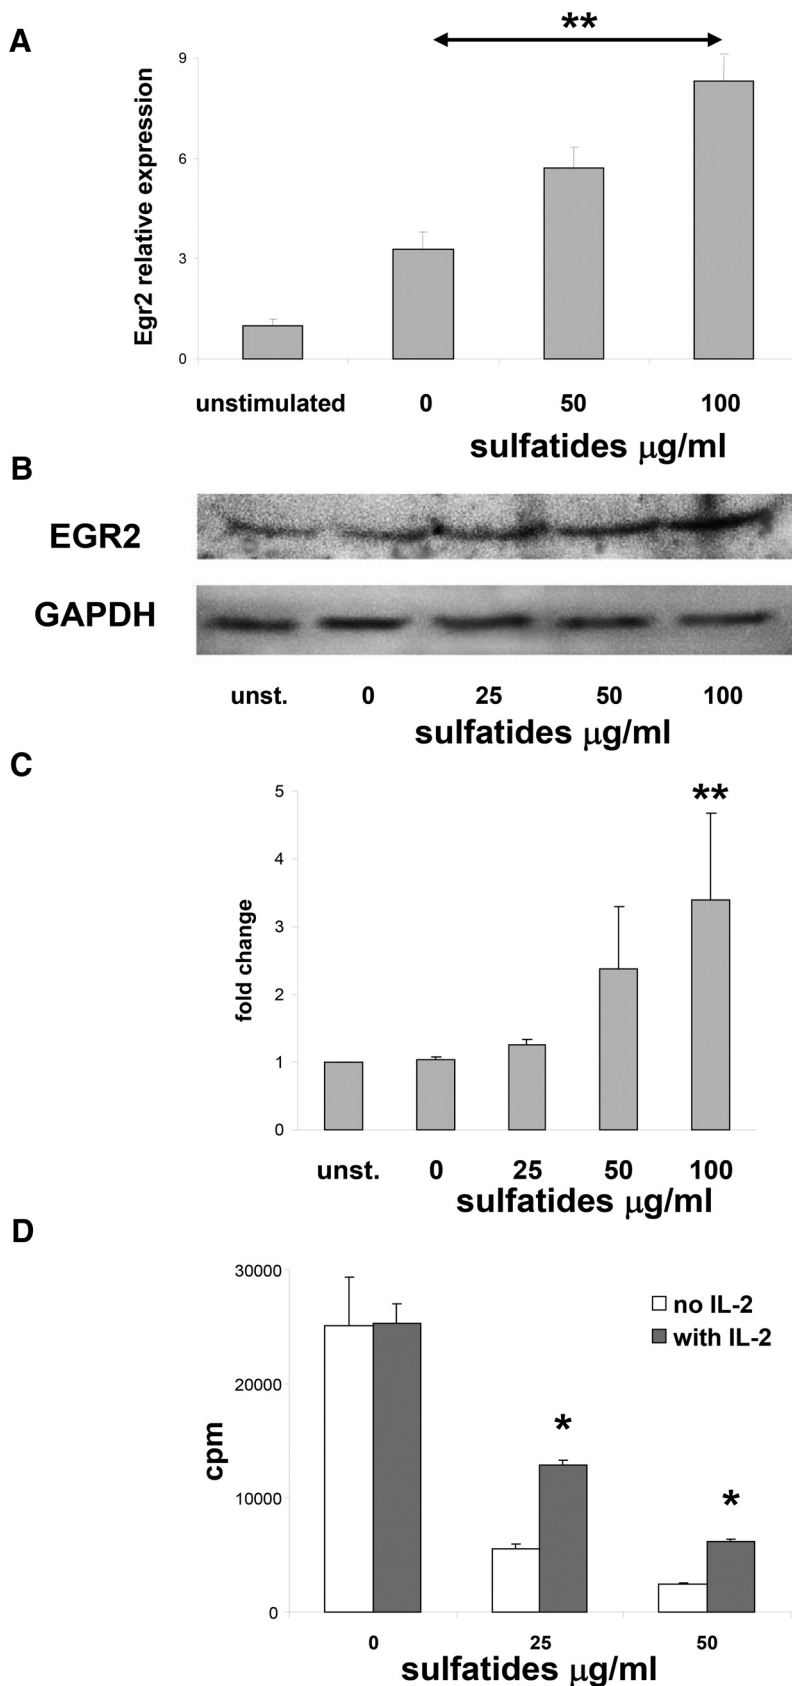 A
**
9
6
3
0
Egr2 relative expression
unstimulated 0 50 100
sulfatides μg/ml
B
EGR2
GAPDH
unst. 0 25 50 100
sulfatides μg/ml
C
**
5
4
3
2
1
0
fold change
unst. 0 25 50 100
sulfatides μg/ml
D
30000
20000
10000
0
cpm
no IL-2
with IL-2
*
*
0 25 50
sulfatides μg/ml